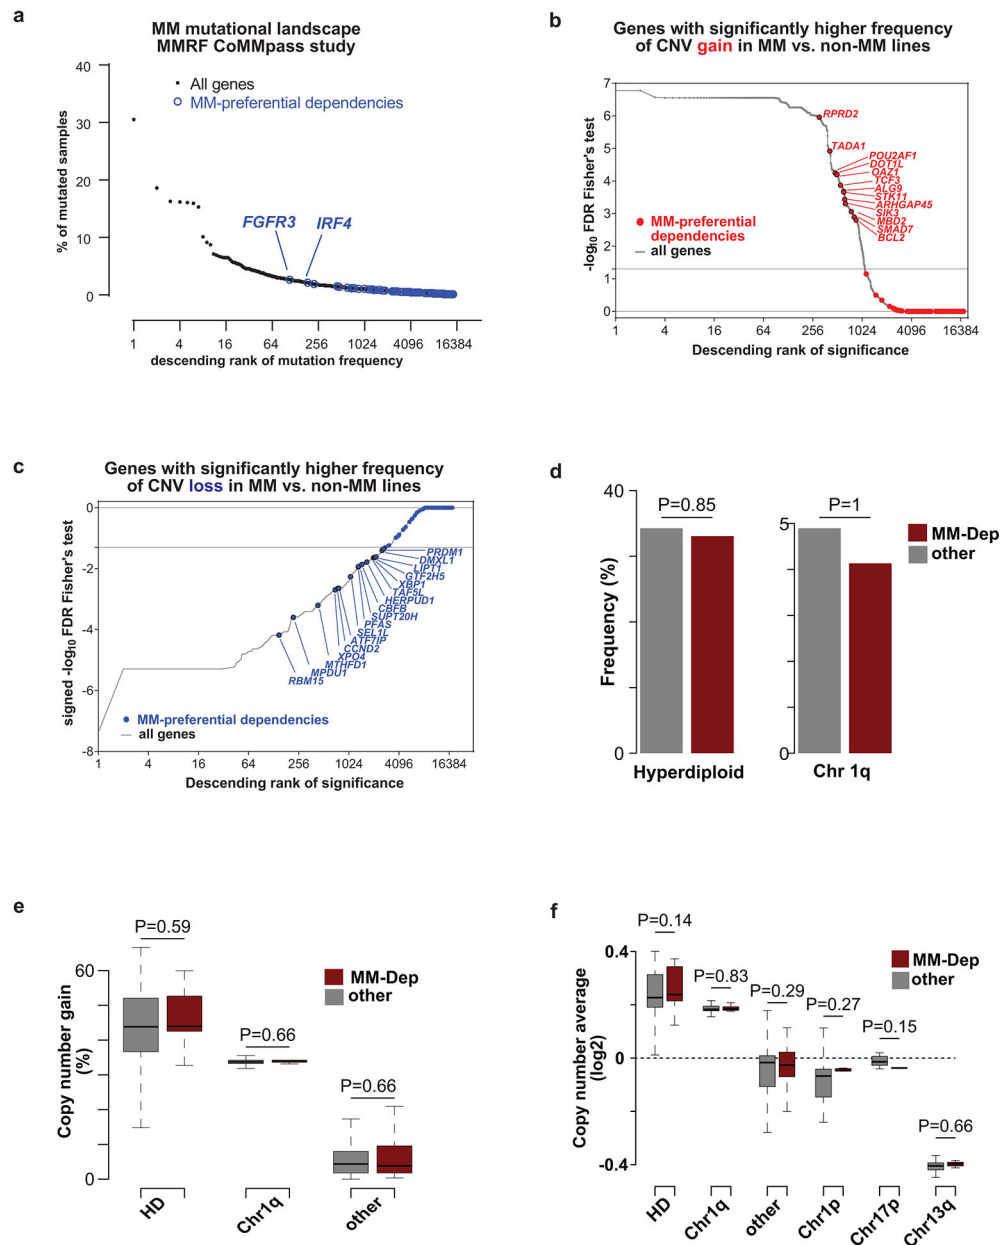 a
MM mutational landscape
MMRF CoMMpass study
40
30
20
10
0
% of mutated samples
All genes
MM-preferential dependencies
FGFR3
IRF4
1
4
16
64
256
1024
4096
16384
descending rank of mutation frequency
b
Genes with significantly higher frequency
of CNV gain in MM vs. non-MM lines
7
6
5
4
3
2
1
0
-log10 FDR Fisher's test
RPRD2
TADA1
POU2AF1
DOT1L
OAZ1
TCF3
ALG9
STK11
ARHGAP45
SIK3
MBD2
SMAD7
BCL2
MM-preferential
dependencies
all genes
1
4
16
64
256
1024
4096
16384
Descending rank of significance
c
Genes with significantly higher frequency
of CNV loss in MM vs. non-MM lines
0
-2
-4
-6
-8
signed -log10 FDR Fisher's test
PRDM1
DMXL1
LIPT1
GTF2H5
XBP1
TAF5L
HERPUD1
CBFB
SUPT20H
PFAS
SEL1L
ATF7IP
CCND2
XPO4
MTHFD1
MPDU1
RBM15
MM-preferential dependencies
all genes
1
4
16
64
256
1024
4096
16384
Descending rank of significance
d
40
0
Frequency (%)
P=0.85
Hyperdiploid
5
0
P=1
Chr 1q
MM-Dep
other
e
60
0
Copy number gain
(%)
P=0.59
P=0.66
P=0.66
MM-Dep
other
HD
Chr1q
other
f
0.4
0
-0.4
Copy number average
(log2)
P=0.14
P=0.83
P=0.29
P=0.27
P=0.15
P=0.66
MM-Dep
other
HD
Chr1q
other
Chr1p
Chr17p
Chr13q